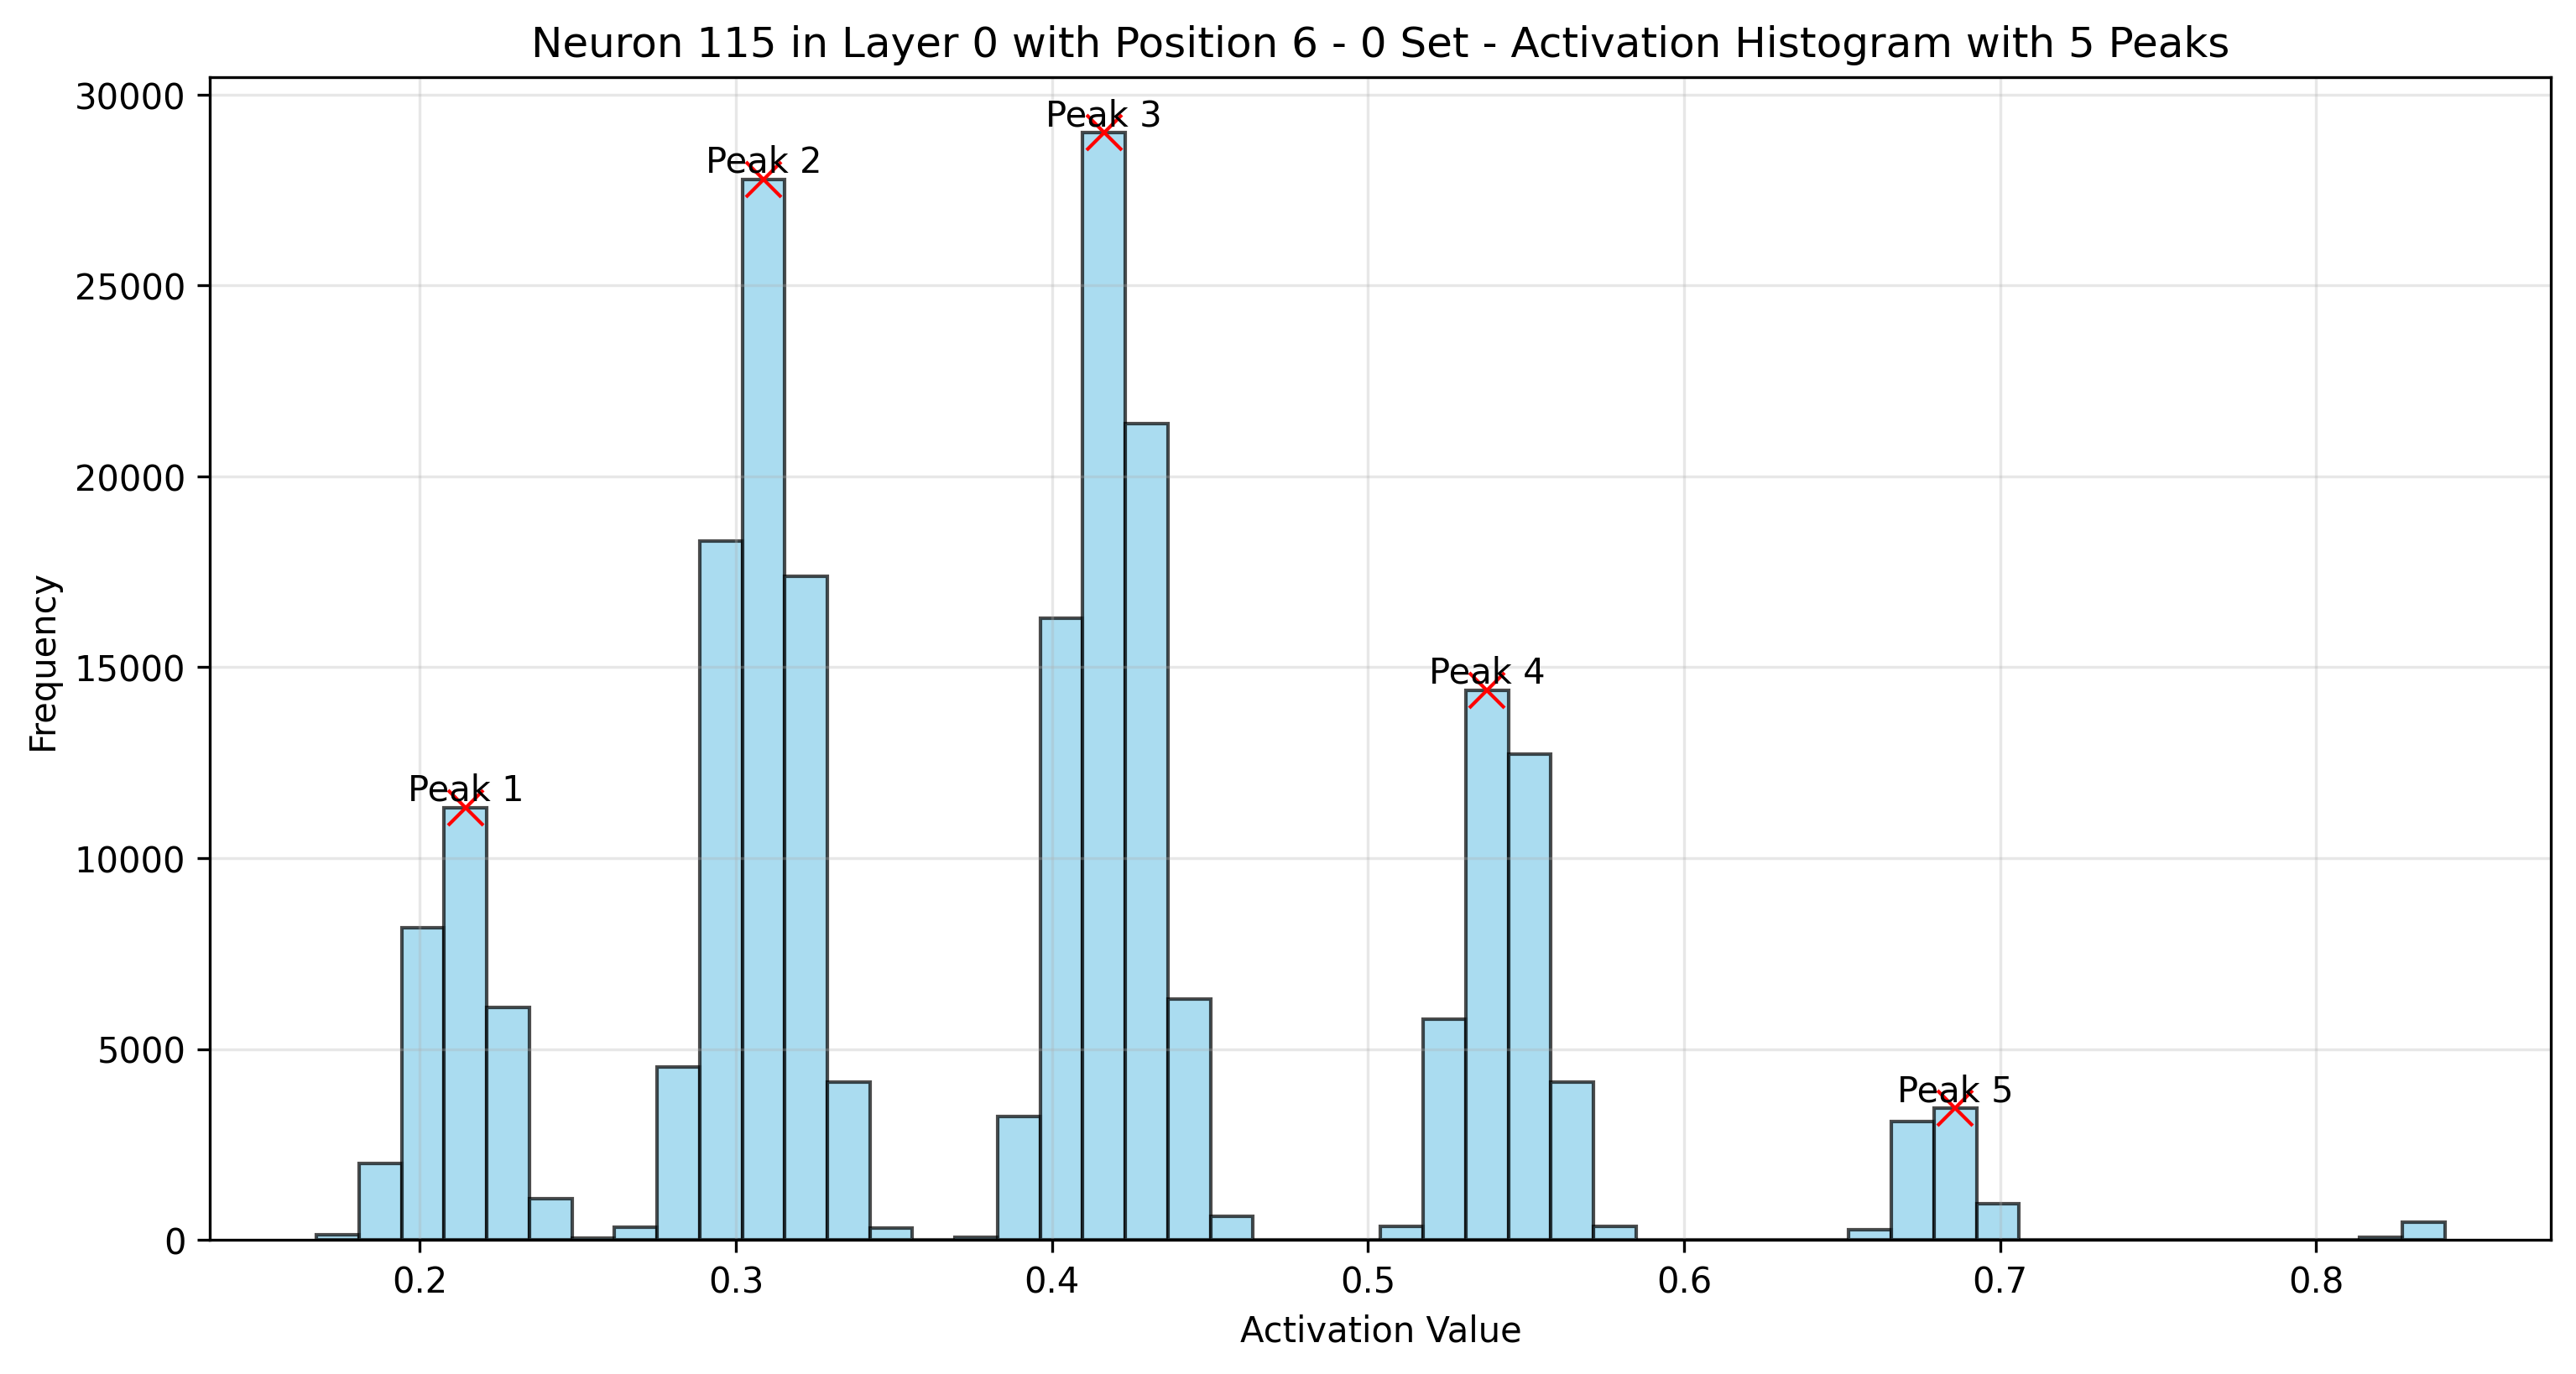 Neuron 115 in Layer 0 with Position 6 - 0 Set - Activation Histogram with 5 Peaks
30000
25000
20000
15000
10000
5000
0
Frequency
Peak 1
Peak 2
Peak 3
Peak 4
Peak 5
0.2
0.3
0.4
0.5
0.6
0.7
0.8
Activation Value